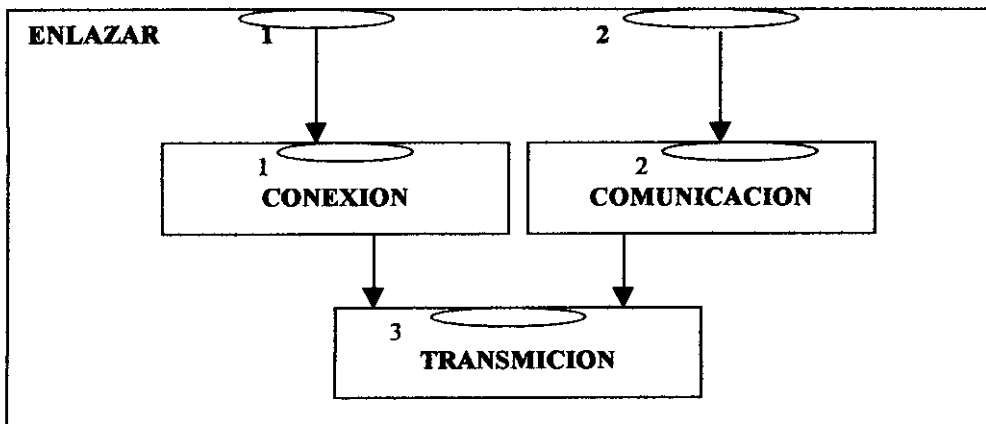 ENLAZAR 1 2
1 2
CONEXION COMUNICACION
3
TRANSMICION